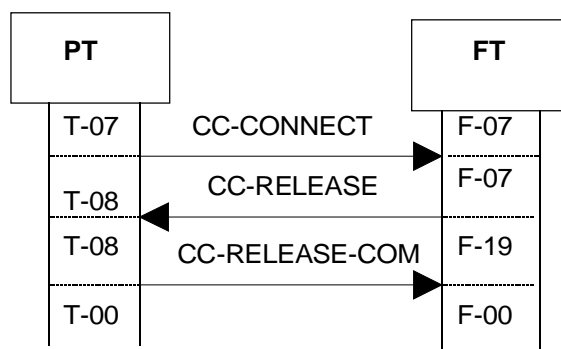 PT FT
T-07 CC-CONNECT F-07
T-08 CC-RELEASE F-07
T-08 CC-RELEASE-COM F-19
T-00 F-00